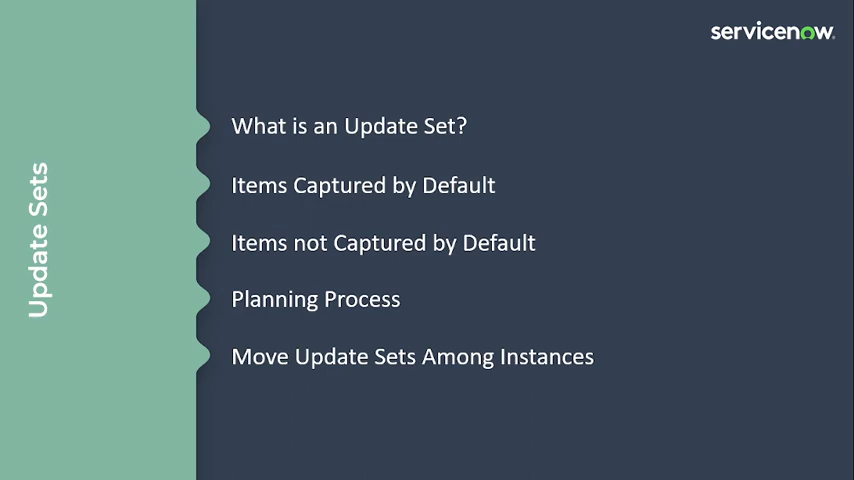 servicenow.
Update Sets
What is an Update Set?
Items Captured by Default
Items not Captured by Default
Planning Process
Move Update Sets Among Instances